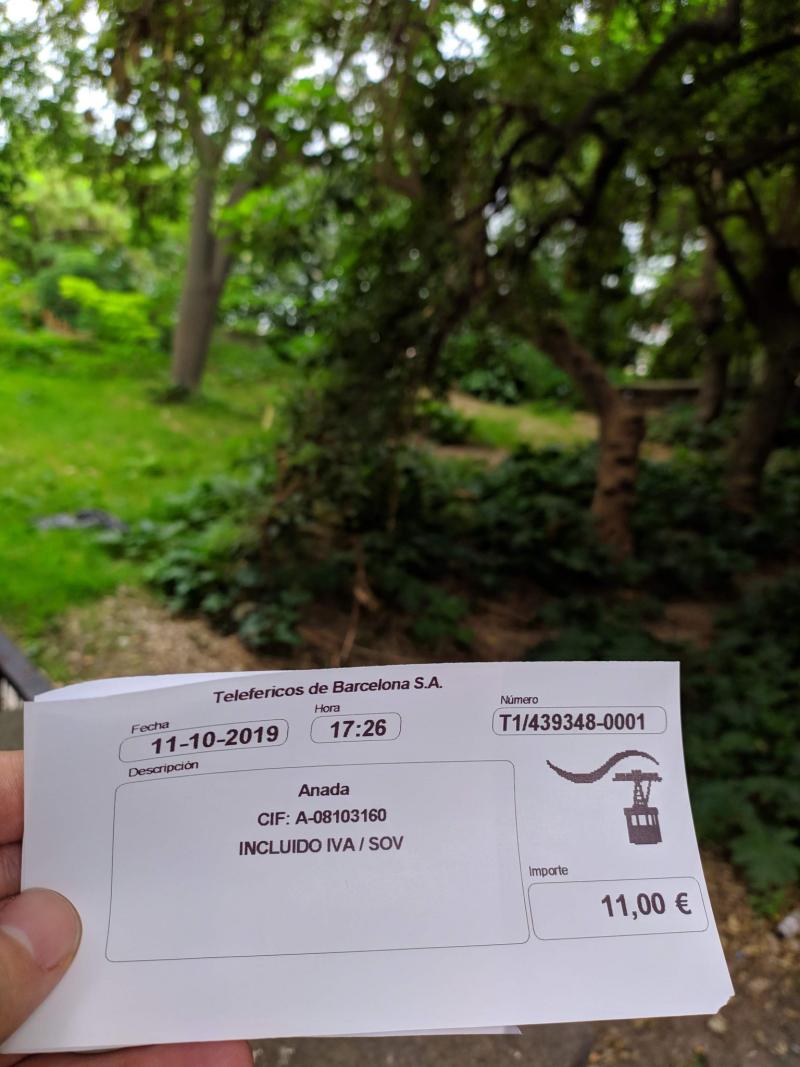 Telefericos de Barcelona S.A.
Fecha
11-10-2019
Hora
17:26
Número
T1/439348-0001
Descripción
Anada
CIF: A-08103160
INCLUIDO IVA / SOV
Importe
11,00 €